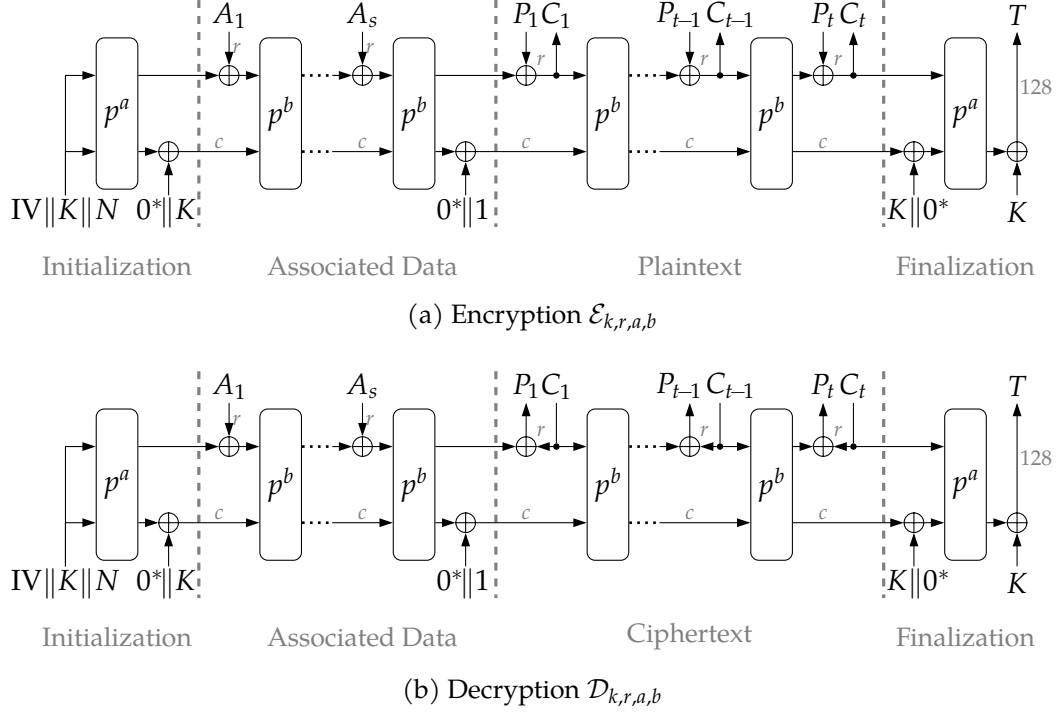 A₁ Aₛ P₁ C₁ Pₜ₋₁ Cₜ₋₁ Pₜ Cₜ T
r r r r r
pᵃ pᵇ pᵇ pᵇ pᵇ pᵃ 128
c c c c c
IV‖K‖N 0*‖K 0*‖1 K‖0* K
Initialization Associated Data Plaintext Finalization
(a) Encryption 𝓔ₖ,ᵣ,ₐ,b
A₁ Aₛ P₁ C₁ Pₜ₋₁ Cₜ₋₁ Pₜ Cₜ T
r r r r r
pᵃ pᵇ pᵇ pᵇ pᵇ pᵃ 128
c c c c c
IV‖K‖N 0*‖K 0*‖1 K‖0* K
Initialization Associated Data Ciphertext Finalization
(b) Decryption 𝓓ₖ,ᵣ,ₐ,b